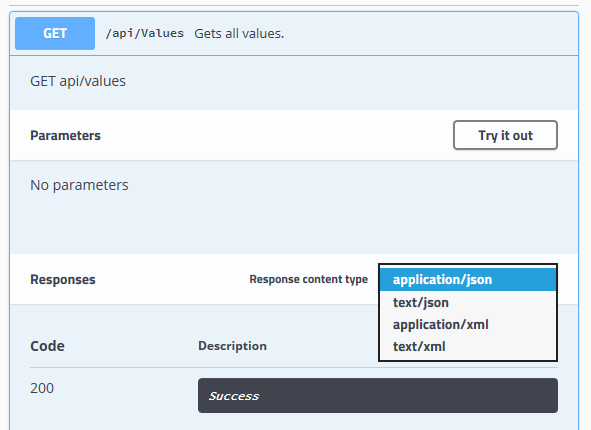 GET /api/Values Gets all values.
GET api/values
Parameters Try it out
No parameters
Responses Response content type application/json
text/json
application/xml
text/xml
Code Description
200 Success